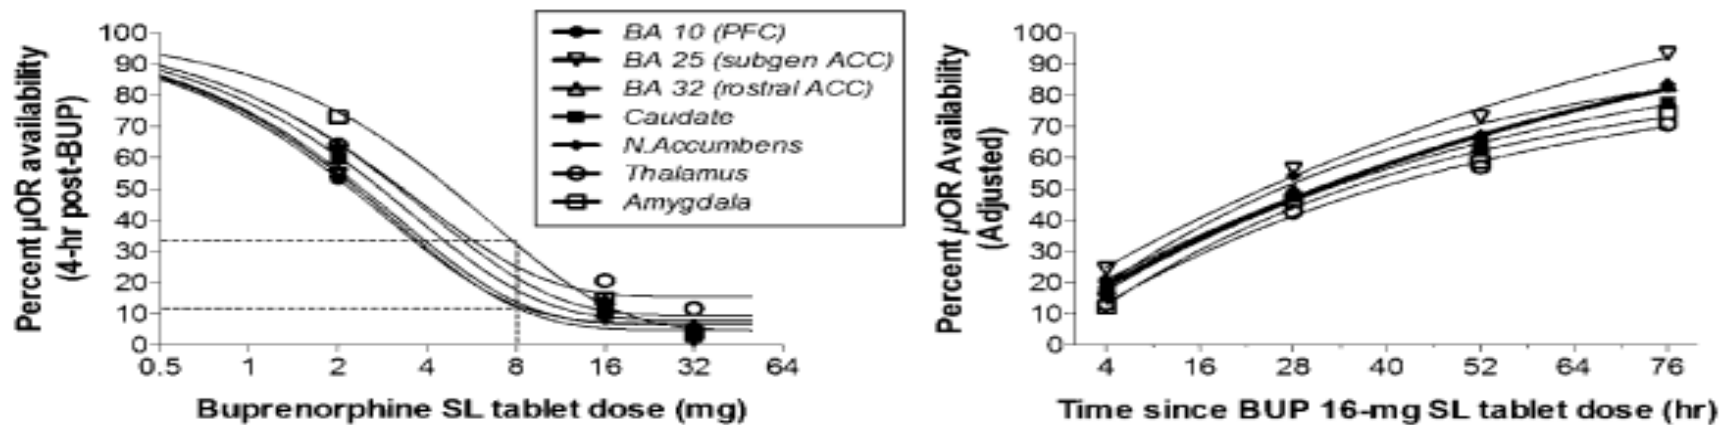 Percent µOR availability
(4-hr post-BUP)
100
90
80
70
60
50
40
30
20
10
0
0.5
1
2
4
8
16
32
64
Buprenorphine SL tablet dose (mg)
BA 10 (PFC)
BA 25 (subgen ACC)
BA 32 (rostral ACC)
Caudate
N.Accumbens
Thalamus
Amygdala
Percent µOR Availability
(Adjusted)
100
90
80
70
60
50
40
30
20
10
0
4
16
28
40
52
64
76
Time since BUP 16-mg SL tablet dose (hr)